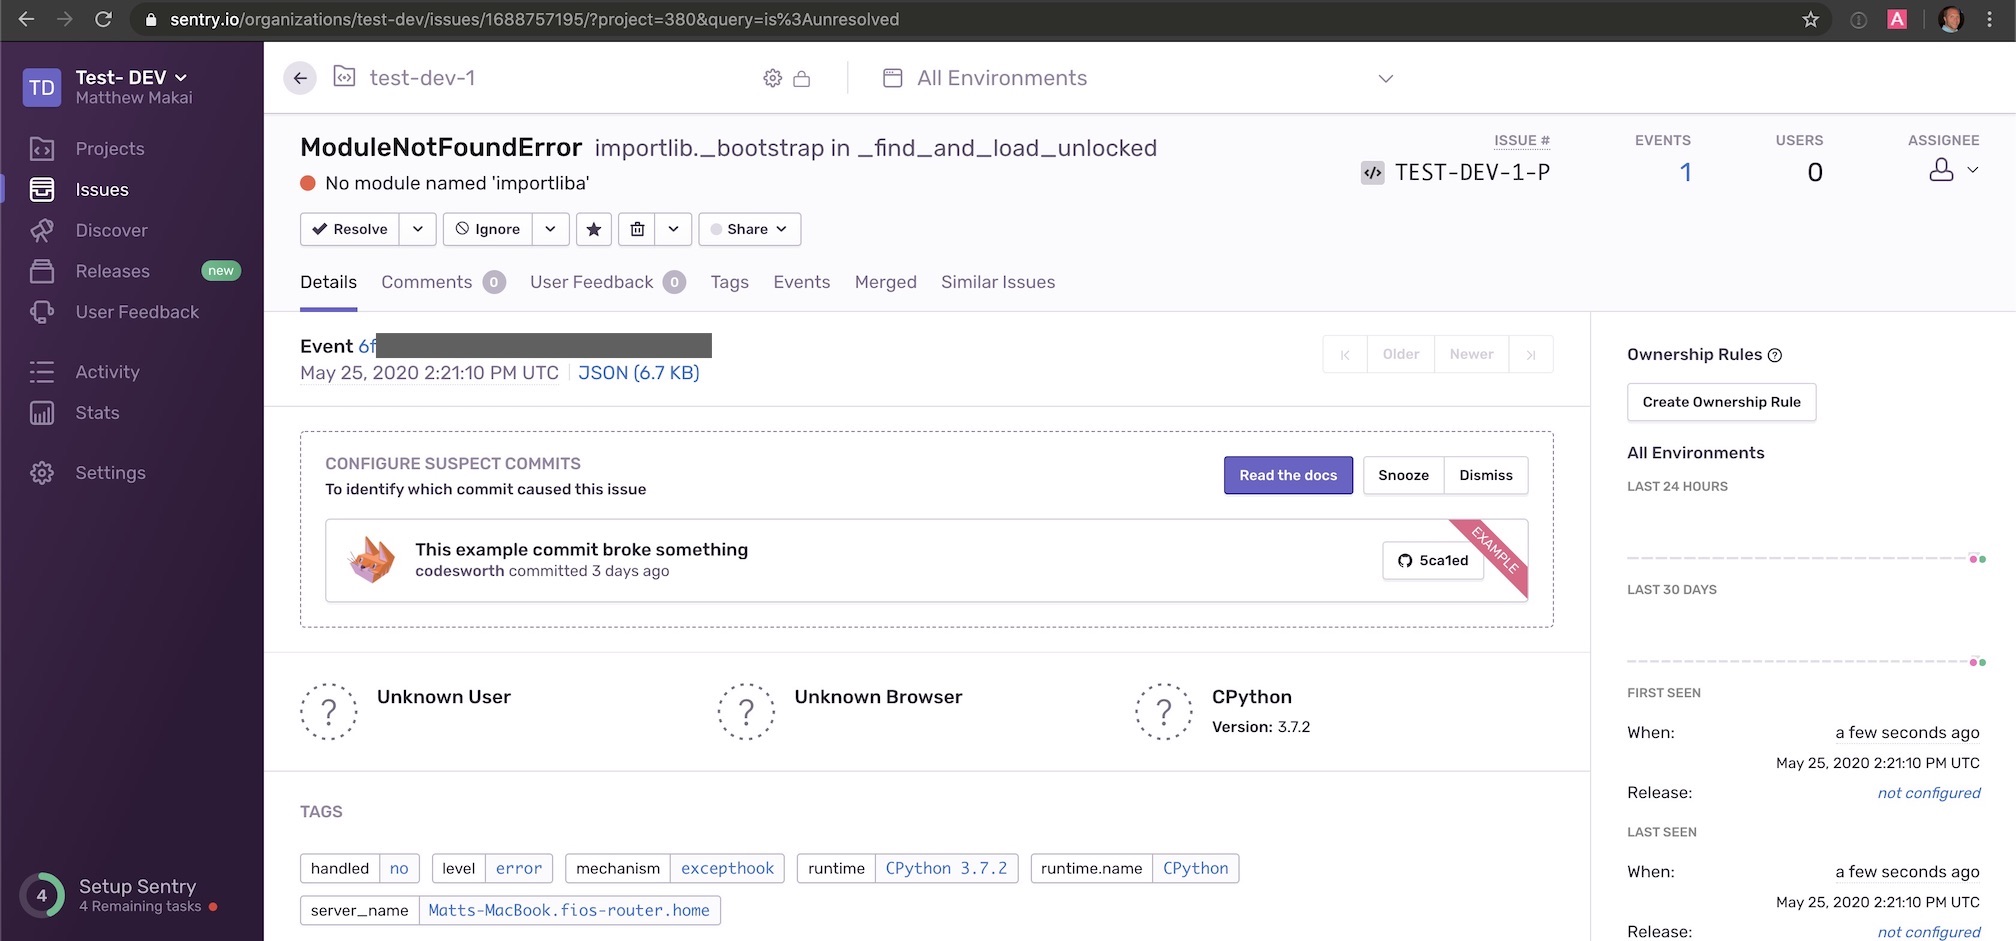 sentry.io/organizations/test-dev/issues/1688757195/?project=380&query=is%3Aunresolved
A
TD
Test- DEV
Matthew Makai
Projects
Issues
Discover
Releases new
User Feedback
Activity
Stats
Settings
4
Setup Sentry
4 Remaining tasks
test-dev-1
All Environments
ModuleNotFoundError importlib._bootstrap in _find_and_load_unlocked
No module named 'importliba'
ISSUE # EVENTS USERS ASSIGNEE
TEST-DEV-1-P 1 0
Resolve Ignore Share
Details Comments 0 User Feedback 0 Tags Events Merged Similar Issues
Event 6f
May 25, 2020 2:21:10 PM UTC JSON (6.7 KB)
Older Newer
CONFIGURE SUSPECT COMMITS
To identify which commit caused this issue
Read the docs Snooze Dismiss
This example commit broke something
codesworth committed 3 days ago
5ca1ed
EXAMPLE
? Unknown User
? Unknown Browser
? CPython
Version: 3.7.2
TAGS
handled no level error mechanism excepthook runtime CPython 3.7.2 runtime.name CPython
server_name Matts-MacBook.fios-router.home
Ownership Rules ?
Create Ownership Rule
All Environments
LAST 24 HOURS
LAST 30 DAYS
FIRST SEEN
When: a few seconds ago
May 25, 2020 2:21:10 PM UTC
Release: not configured
LAST SEEN
When: a few seconds ago
May 25, 2020 2:21:10 PM UTC
Release: not configured